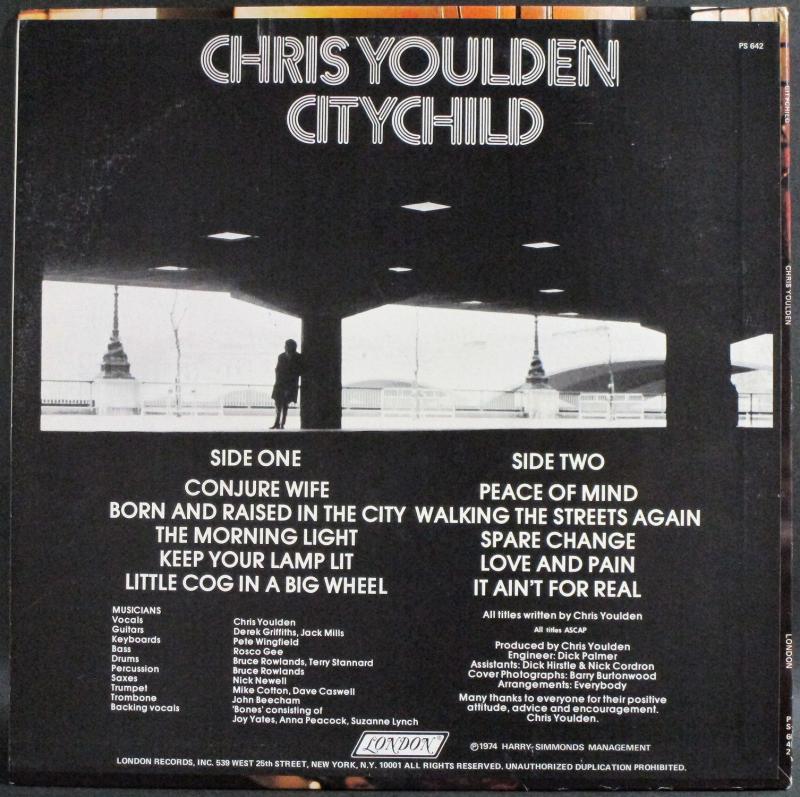 PS 642
CHRIS YOULDEN
CITYCHILD
SIDE ONE
CONJURE WIFE
BORN AND RAISED IN THE CITY
THE MORNING LIGHT
KEEP YOUR LAMP LIT
LITTLE COG IN A BIG WHEEL
SIDE TWO
PEACE OF MIND
WALKING THE STREETS AGAIN
SPARE CHANGE
LOVE AND PAIN
IT AIN'T FOR REAL
MUSICIANS
Vocals Chris Youlden
Guitars Derek Griffiths, Jack Mills
Keyboards Pete Wingfield
Bass Rosco Gee
Drums Bruce Rowlands, Terry Stannard
Percussion Bruce Rowlands
Saxes Nick Newell
Trumpet Mike Cotton, Dave Caswell
Trombone John Beecham
Backing vocals 'Bones' consisting of
Joy Yates, Anna Peacock, Suzanne Lynch
All titles written by Chris Youlden
All titles ASCAP
Produced by Chris Youlden
Engineer: Dick Palmer
Assistants: Dick Hirstle & Nick Cordron
Cover Photographs: Barry Burtonwood
Arrangements: Everybody
Many thanks to everyone for their positive
attitude, advice and encouragement.
Chris Youlden.
LONDON®
℗1974 HARRY SIMMONDS MANAGEMENT
LONDON RECORDS, INC. 539 WEST 25th STREET, NEW YORK, N.Y. 10001 ALL RIGHTS RESERVED. UNAUTHORIZED DUPLICATION PROHIBITED.
CITYCHILD
CHRIS YOULDEN
LONDON
PS 642